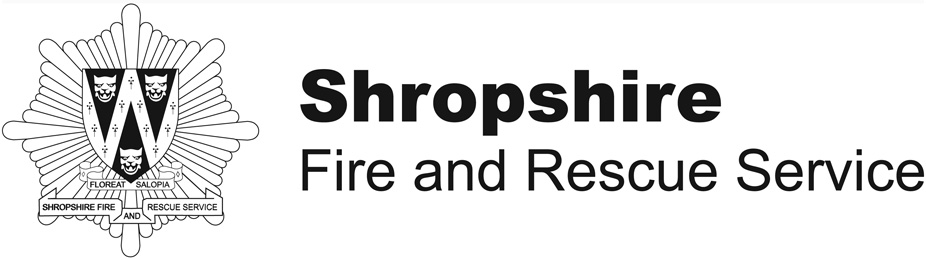 FLOREAT SALOPIA
SHROPSHIRE FIRE AND RESCUE SERVICE
Shropshire
Fire and Rescue Service